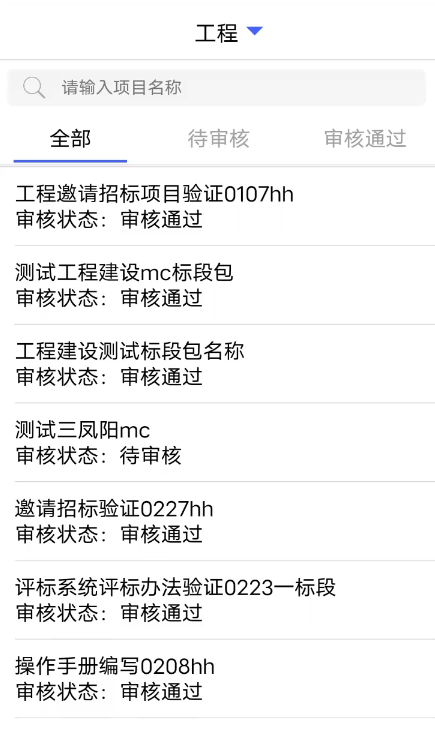 工程
请输入项目名称
全部 待审核 审核通过
工程邀请招标项目验证0107hh
审核状态：审核通过
测试工程建设mc标段包
审核状态：审核通过
工程建设测试标段包名称
审核状态：审核通过
测试三凤阳mc
审核状态：待审核
邀请招标验证0227hh
审核状态：审核通过
评标系统评标办法验证0223一标段
审核状态：审核通过
操作手册编写0208hh
审核状态：审核通过